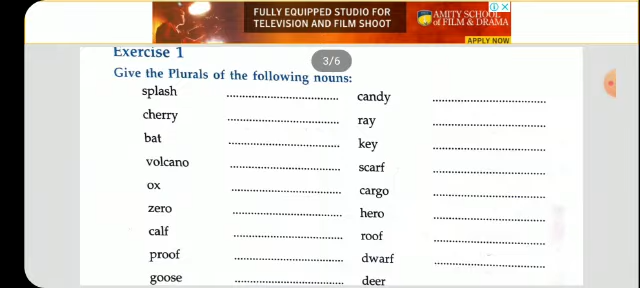 FULLY EQUIPPED STUDIO FOR
TELEVISION AND FILM SHOOT
AMITY SCHOOL
of FILM & DRAMA
APPLY NOW
Exercise 1
3/6
Give the Plurals of the following nouns:
splash ................................ candy ................................
cherry ................................ ray ................................
bat ................................ key ................................
volcano ................................ scarf ................................
ox ................................ cargo ................................
zero ................................ hero ................................
calf ................................ roof ................................
proof ................................ dwarf ................................
goose ................................ deer